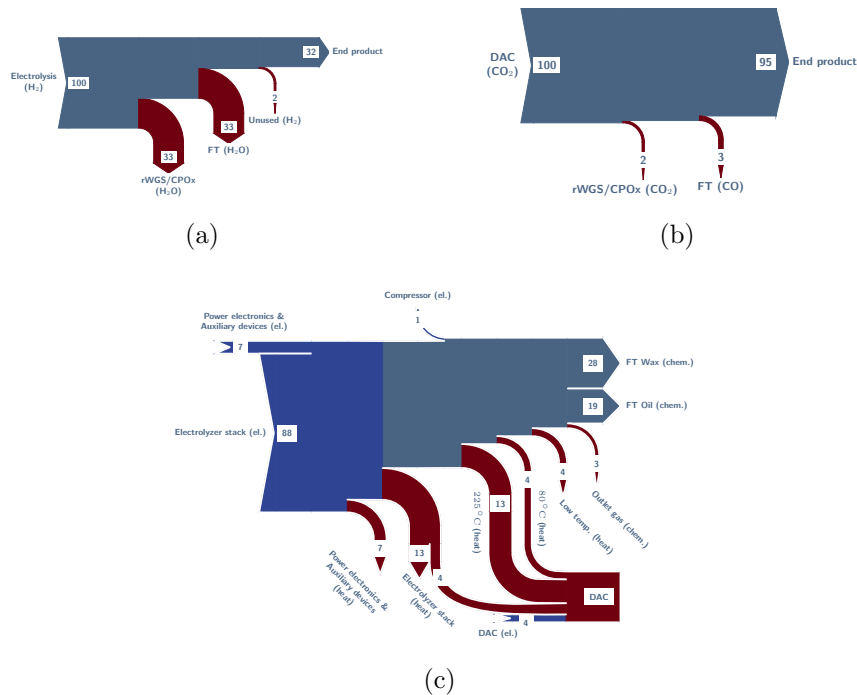 32
End product
Electrolysis
(H₂)
100
2
Unused (H₂)
33
FT (H₂O)
33
rWGS/CPOx
(H₂O)
(a)
DAC
(CO₂)
100
95
End product
2
rWGS/CPOx (CO₂)
3
FT (CO)
(b)
Compressor (el.)
1
Power electronics &
Auxiliary devices (el.)
7
28
FT Wax (chem.)
19
FT Oil (chem.)
Electrolyzer stack (el.)
88
7
Power electronics &
Auxiliary devices
(heat)
13
Electrolyzer stack
(heat)
4
13
225 °C (heat)
4
80 °C (heat)
4
Low temp. (heat)
3
Outlet gas (chem.)
DAC
4
DAC (el.)
(c)